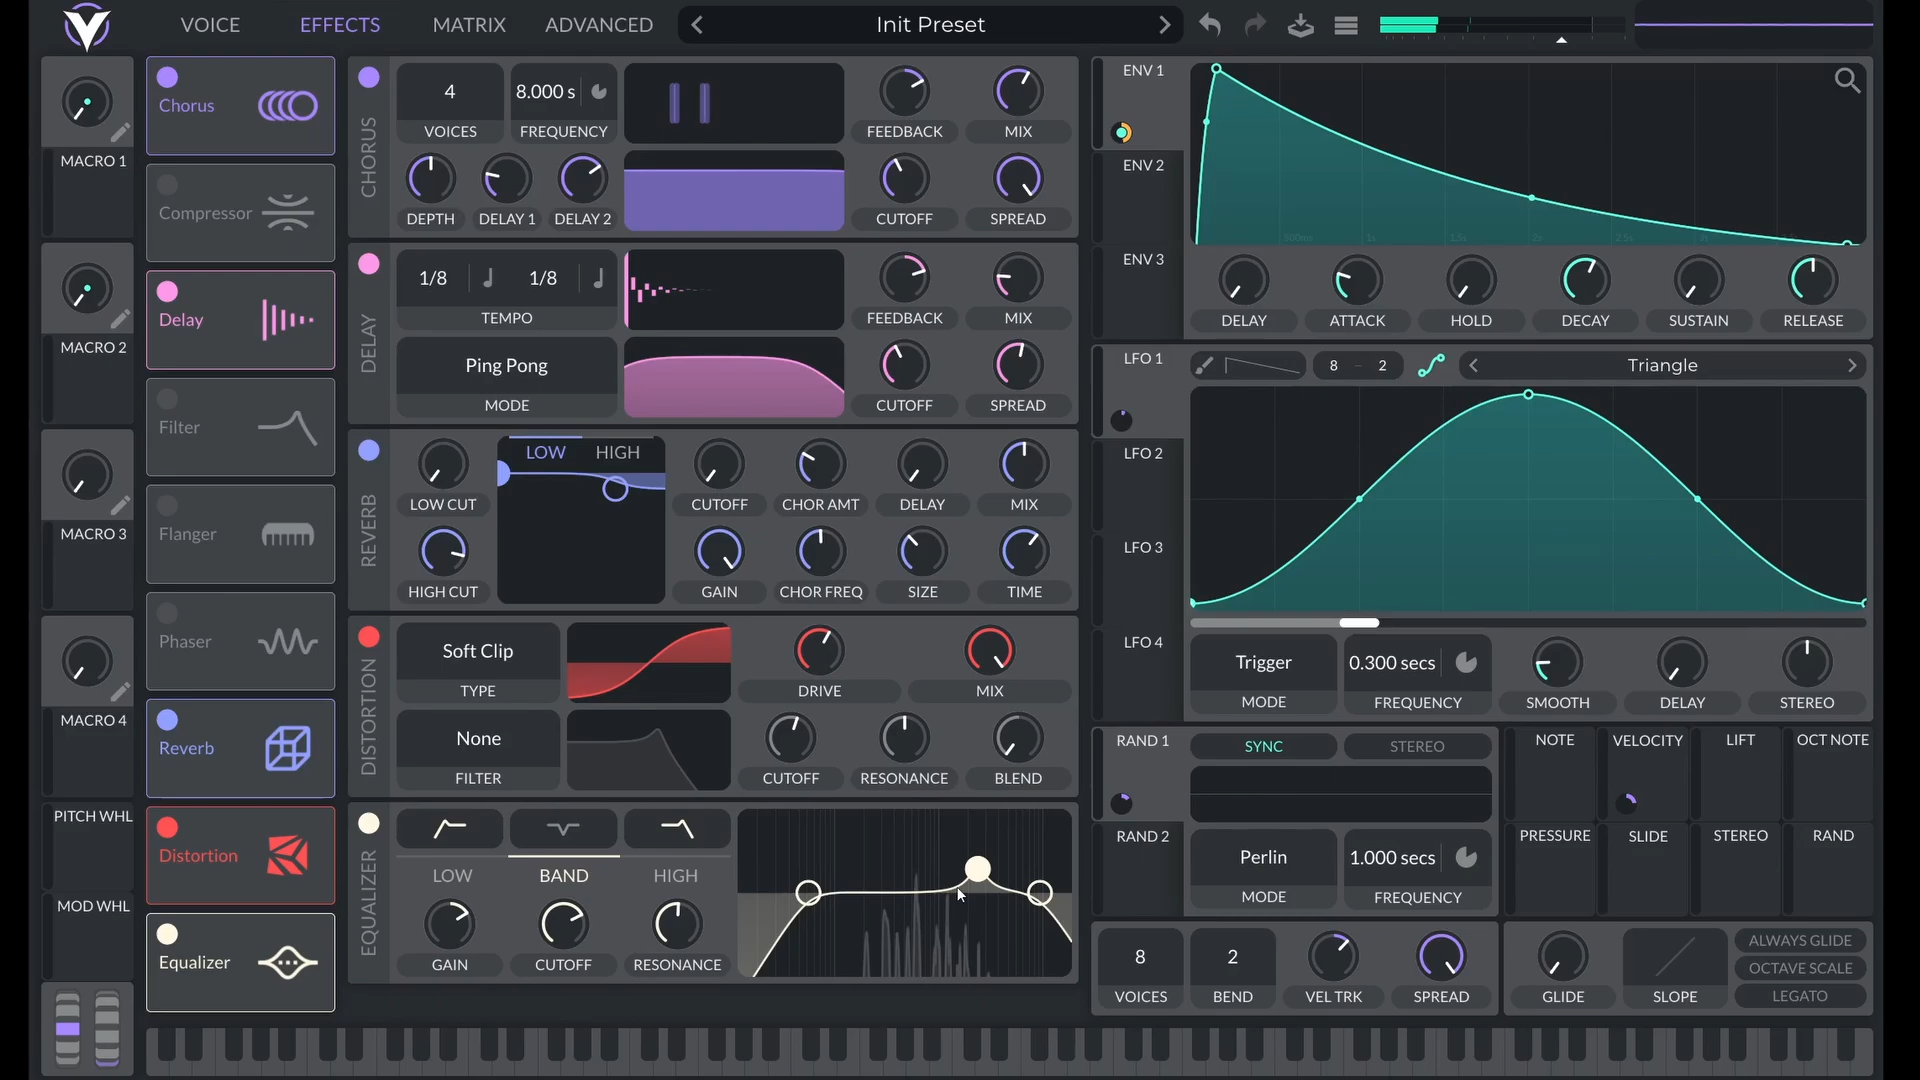 VOICE
EFFECTS
MATRIX
ADVANCED
Init Preset
MACRO 1
MACRO 2
MACRO 3
MACRO 4
PITCH WHL
MOD WHL
Chorus
Compressor
Delay
Filter
Flanger
Phaser
Reverb
Distortion
Equalizer
CHORUS
4
8.000 s
VOICES
FREQUENCY
FEEDBACK
MIX
DEPTH
DELAY 1
DELAY 2
CUTOFF
SPREAD
DELAY
1/8
1/8
TEMPO
FEEDBACK
MIX
Ping Pong
MODE
CUTOFF
SPREAD
REVERB
LOW CUT
LOW
HIGH
CUTOFF
CHOR AMT
DELAY
MIX
HIGH CUT
GAIN
CHOR FREQ
SIZE
TIME
DISTORTION
Soft Clip
TYPE
DRIVE
MIX
None
FILTER
CUTOFF
RESONANCE
BLEND
EQUALIZER
LOW
BAND
HIGH
GAIN
CUTOFF
RESONANCE
ENV 1
ENV 2
ENV 3
500ms
1s
1.5s
2s
2.5s
3s
DELAY
ATTACK
HOLD
DECAY
SUSTAIN
RELEASE
LFO 1
LFO 2
LFO 3
LFO 4
8 - 2
Triangle
Trigger
MODE
0.300 secs
FREQUENCY
SMOOTH
DELAY
STEREO
RAND 1
RAND 2
SYNC
STEREO
Perlin
MODE
1.000 secs
FREQUENCY
NOTE
VELOCITY
LIFT
OCT NOTE
PRESSURE
SLIDE
STEREO
RAND
8
VOICES
2
BEND
VEL TRK
SPREAD
GLIDE
SLOPE
ALWAYS GLIDE
OCTAVE SCALE
LEGATO